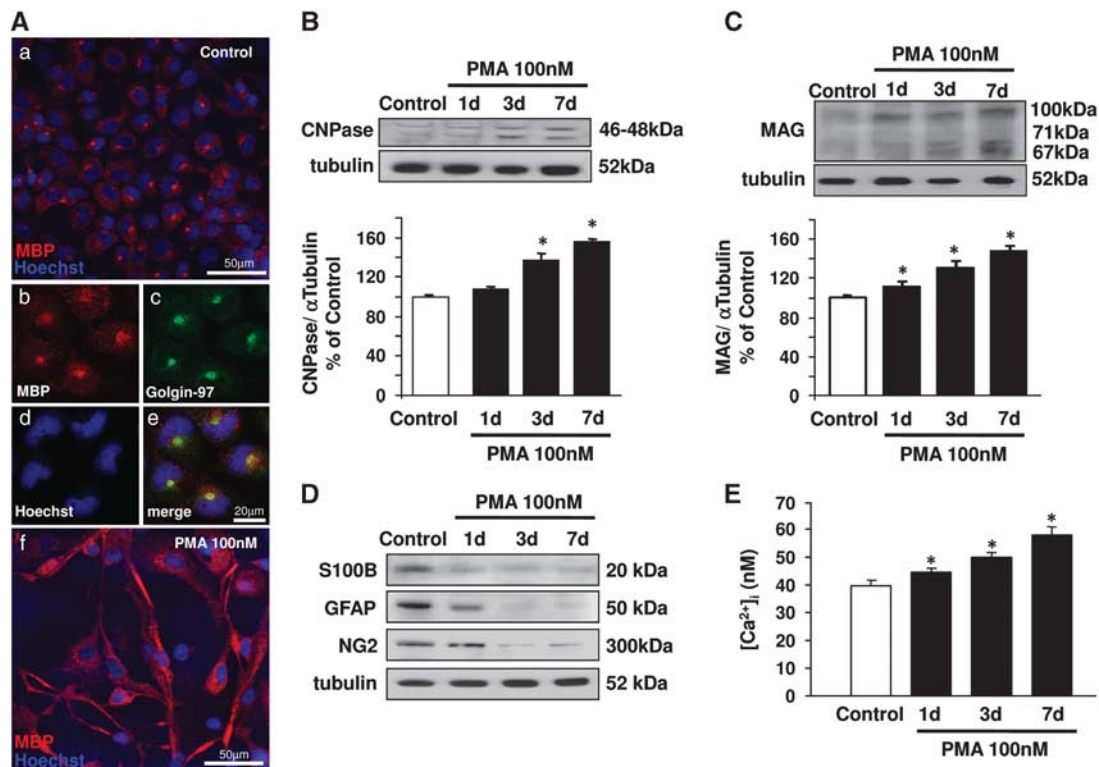 A
a
Control
MBP
Hoechst
50µm
b
MBP
c
Golgin-97
d
Hoechst
e
merge
20µm
f
PMA 100nM
MBP
Hoechst
50µm
B
PMA 100nM
Control 1d 3d 7d
CNPase 46-48kDa
tubulin 52kDa
CNPase/ αTubulin
% of Control
160
120
80
40
0
* *
Control 1d 3d 7d
PMA 100nM
C
PMA 100nM
Control 1d 3d 7d
MAG
100kDa
71kDa
67kDa
tubulin 52kDa
MAG/ αTubulin
% of Control
160
120
80
40
0
* * *
Control 1d 3d 7d
PMA 100nM
D
PMA 100nM
Control 1d 3d 7d
S100B 20 kDa
GFAP 50 kDa
NG2 300kDa
tubulin 52 kDa
E
[Ca²⁺]ᵢ (nM)
70
60
50
40
30
20
10
0
* * *
Control 1d 3d 7d
PMA 100nM